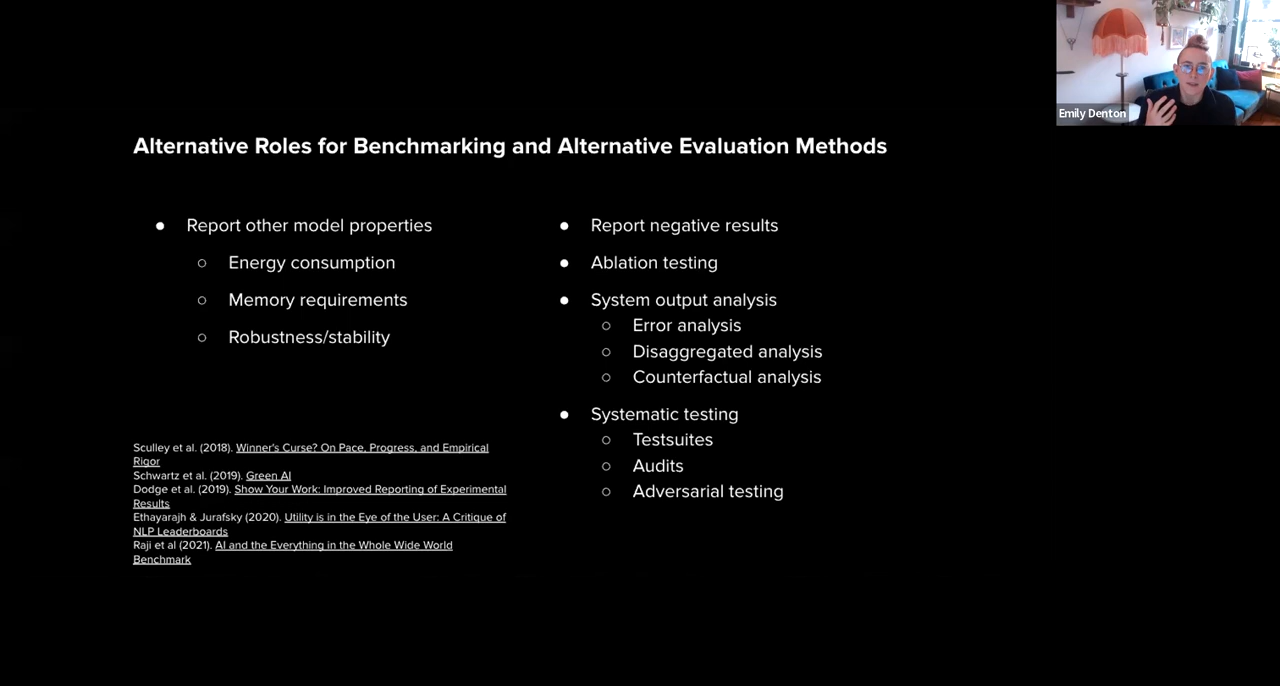 Emily Denton
Alternative Roles for Benchmarking and Alternative Evaluation Methods
Report other model properties
Energy consumption
Memory requirements
Robustness/stability
Sculley et al. (2018). Winner's Curse? On Pace, Progress, and Empirical
Rigor
Schwartz et al. (2019). Green AI
Dodge et al. (2019). Show Your Work: Improved Reporting of Experimental
Results
Ethayarajh & Jurafsky (2020). Utility is in the Eye of the User: A Critique of
NLP Leaderboards
Raji et al (2021). AI and the Everything in the Whole Wide World
Benchmark
Report negative results
Ablation testing
System output analysis
Error analysis
Disaggregated analysis
Counterfactual analysis
Systematic testing
Testsuites
Audits
Adversarial testing